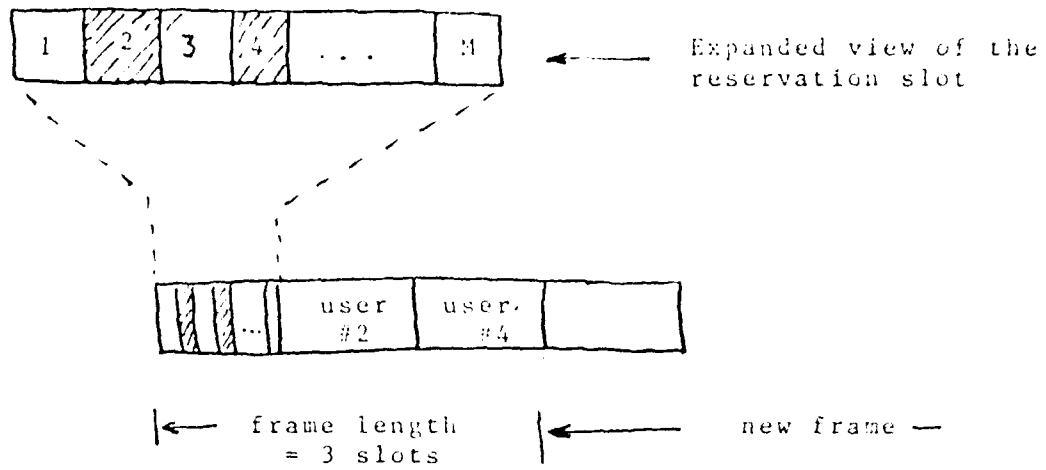 1 2 3 4 ... M
Expanded view of the
reservation slot
...
user
#2
user
#4
frame length
= 3 slots
new frame